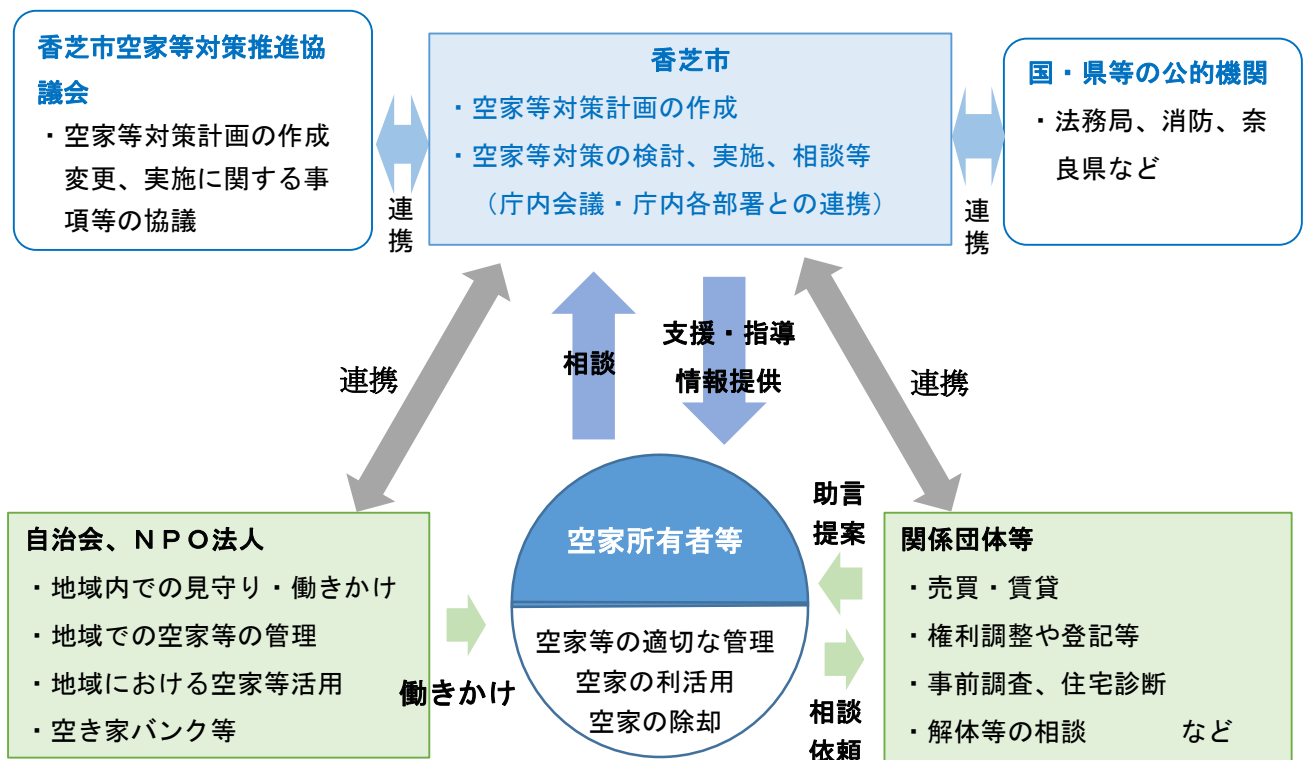 香芝市空家等対策推進協
議会
・空家等対策計画の作成
変更、実施に関する事
項等の協議
連
携
香芝市
・空家等対策計画の作成
・空家等対策の検討、実施、相談等
（庁内会議・庁内各部署との連携）
連
携
国・県等の公的機関
・法務局、消防、奈
良県など
連携
相談
支援・指導
情報提供
連携
自治会、ＮＰＯ法人
・地域内での見守り・働きかけ
・地域での空家等の管理
・地域における空家等活用
・空き家バンク等
働きかけ
空家所有者等
空家等の適切な管理
空家の利活用
空家の除却
助言
提案
相談
依頼
関係団体等
・売買・賃貸
・権利調整や登記等
・事前調査、住宅診断
・解体等の相談　　　　など